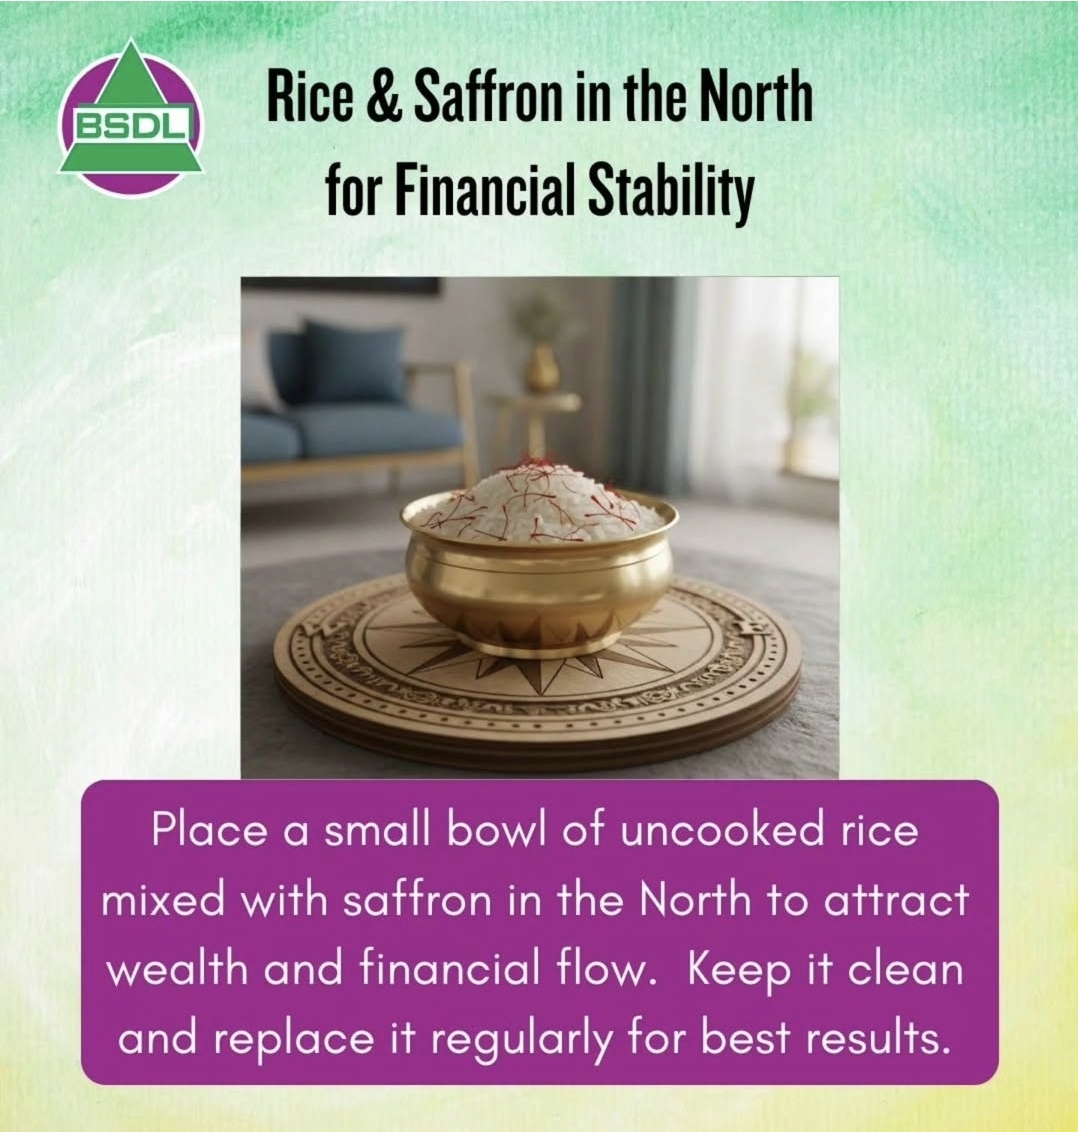 BSDL
Rice & Saffron in the North
for Financial Stability
Place a small bowl of uncooked rice
mixed with saffron in the North to attract
wealth and financial flow.  Keep it clean
and replace it regularly for best results.